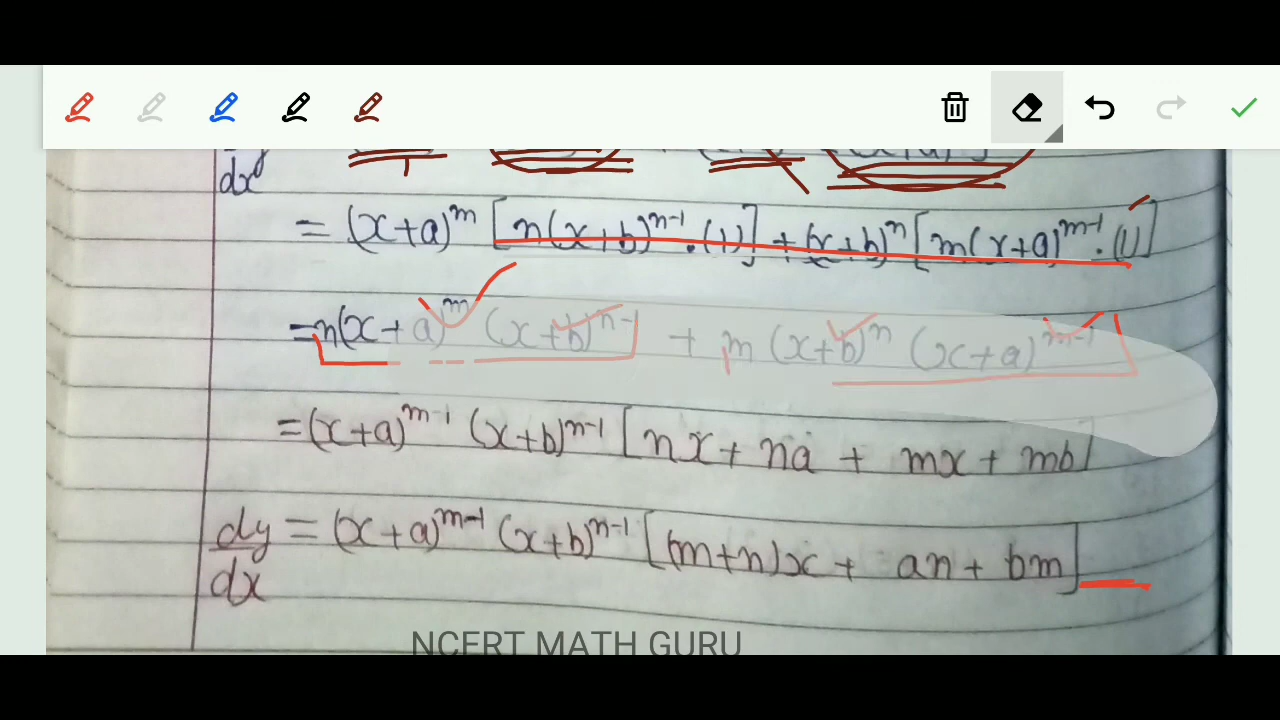 dy/dx
= (x+a)^m [n(x+b)^{n-1}.(1)] + (x+b)^n [m(x+a)^{m-1}.(1)]
= n(x+a)^m (x+b)^{n-1} + m(x+b)^n (x+a)^{m-1}
= (x+a)^{m-1} (x+b)^{n-1} [nx + na + mx + mb]
dy/dx = (x+a)^{m-1} (x+b)^{n-1} [(m+n)x + an + bm]
NCERT MATH GURU